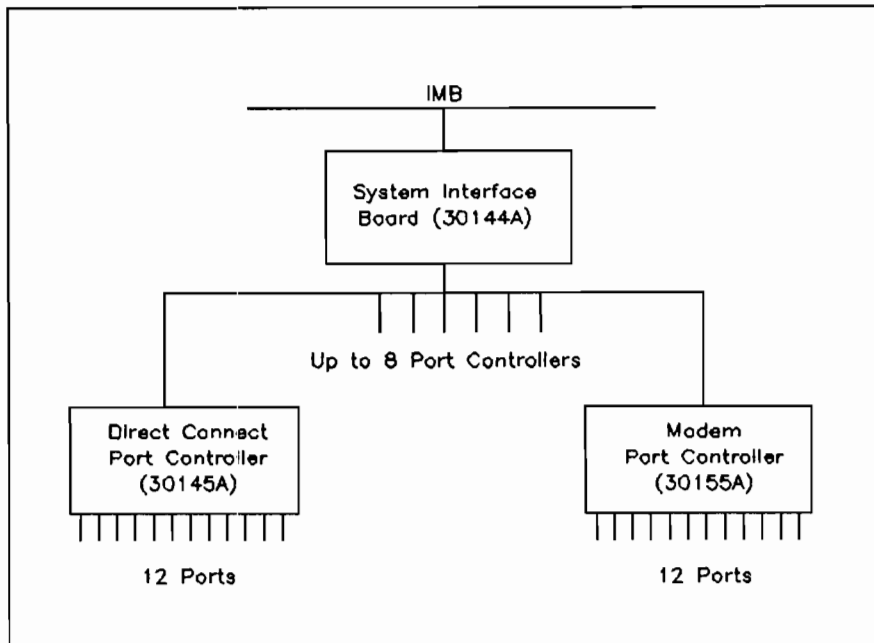 IMB
System Interface
Board (30144A)
Up to 8 Port Controllers
Direct Connect
Port Controller
(30145A)
Modem
Port Controller
(30155A)
12 Ports
12 Ports